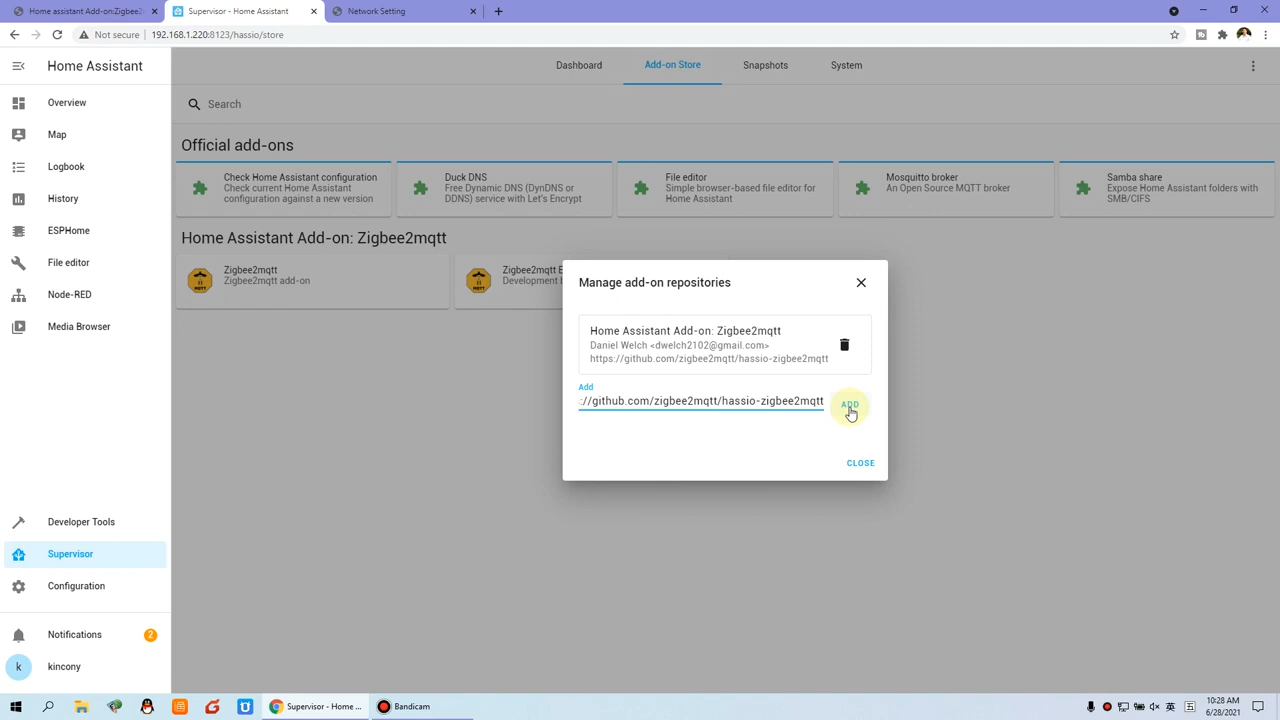 Home assistant Add-on:Zigbee2
Supervisor - Home Assistant
Network Setting
Not secure
192.168.1.220:8123/hassio/store
Home Assistant
Dashboard
Add-on Store
Snapshots
System
Overview
Map
Logbook
History
ESPHome
File editor
Node-RED
Media Browser
Developer Tools
Supervisor
Configuration
Notifications
2
k
kincony
Search
Official add-ons
Check Home Assistant configuration
Check current Home Assistant
configuration against a new version
Duck DNS
Free Dynamic DNS (DynDNS or
DDNS) service with Let's Encrypt
File editor
Simple browser-based file editor for
Home Assistant
Mosquitto broker
An Open Source MQTT broker
Samba share
Expose Home Assistant folders with
SMB/CIFS
Home Assistant Add-on: Zigbee2mqtt
Zigbee2mqtt
Zigbee2mqtt add-on
Zigbee2mqtt E
Development
Manage add-on repositories
Home Assistant Add-on: Zigbee2mqtt
Daniel Welch <dwelch2102@gmail.com>
https://github.com/zigbee2mqtt/hassio-zigbee2mqtt
Add
://github.com/zigbee2mqtt/hassio-zigbee2mqtt
ADD
CLOSE
Supervisor - Home ...
Bandicam
英
10:28 AM
6/28/2021